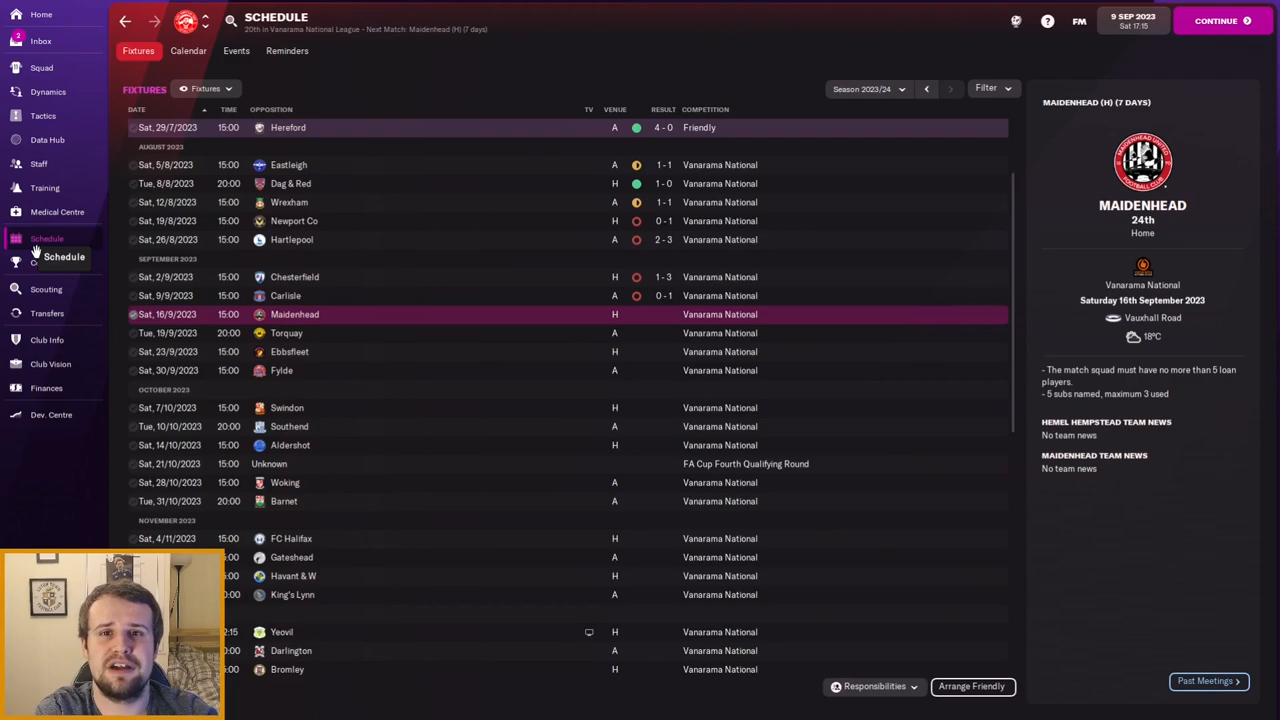 Home
SCHEDULE
20th in Vanarama National League - Next Match: Maidenhead (H) (7 days)
FM
9 SEP 2023
Sat 17:15
CONTINUE
2
Inbox
Squad
Dynamics
Tactics
Data Hub
Staff
Training
Medical Centre
Schedule
Schedule
Scouting
Transfers
Club Info
Club Vision
Finances
Dev. Centre
Fixtures Calendar Events Reminders
FIXTURES Fixtures Season 2023/24 Filter
DATE TIME OPPOSITION TV VENUE RESULT COMPETITION
Sat, 29/7/2023 15:00 Hereford A 4 - 0 Friendly
AUGUST 2023
Sat, 5/8/2023 15:00 Eastleigh A 1 - 1 Vanarama National
Tue, 8/8/2023 20:00 Dag & Red H 1 - 0 Vanarama National
Sat, 12/8/2023 15:00 Wrexham A 1 - 1 Vanarama National
Sat, 19/8/2023 15:00 Newport Co H 0 - 1 Vanarama National
Sat, 26/8/2023 15:00 Hartlepool A 2 - 3 Vanarama National
SEPTEMBER 2023
Sat, 2/9/2023 15:00 Chesterfield H 1 - 3 Vanarama National
Sat, 9/9/2023 15:00 Carlisle A 0 - 1 Vanarama National
Sat, 16/9/2023 15:00 Maidenhead H Vanarama National
Tue, 19/9/2023 20:00 Torquay A Vanarama National
Sat, 23/9/2023 15:00 Ebbsfleet H Vanarama National
Sat, 30/9/2023 15:00 Fylde A Vanarama National
OCTOBER 2023
Sat, 7/10/2023 15:00 Swindon H Vanarama National
Tue, 10/10/2023 20:00 Southend A Vanarama National
Sat, 14/10/2023 15:00 Aldershot H Vanarama National
Sat, 21/10/2023 15:00 Unknown FA Cup Fourth Qualifying Round
Sat, 28/10/2023 15:00 Woking A Vanarama National
Tue, 31/10/2023 20:00 Barnet A Vanarama National
NOVEMBER 2023
Sat, 4/11/2023 15:00 FC Halifax H Vanarama National
Gateshead A Vanarama National
Havant & W H Vanarama National
King's Lynn A Vanarama National
Yeovil H Vanarama National
Darlington A Vanarama National
Bromley H Vanarama National
Responsibilities Arrange Friendly
MAIDENHEAD (H) (7 DAYS)
MAIDENHEAD
24th
Home
Vanarama National
Saturday 16th September 2023
Vauxhall Road
18°C
- The match squad must have no more than 5 loan
players.
- 5 subs named, maximum 3 used
HEMEL HEMPSTEAD TEAM NEWS
No team news
MAIDENHEAD TEAM NEWS
No team news
Past Meetings